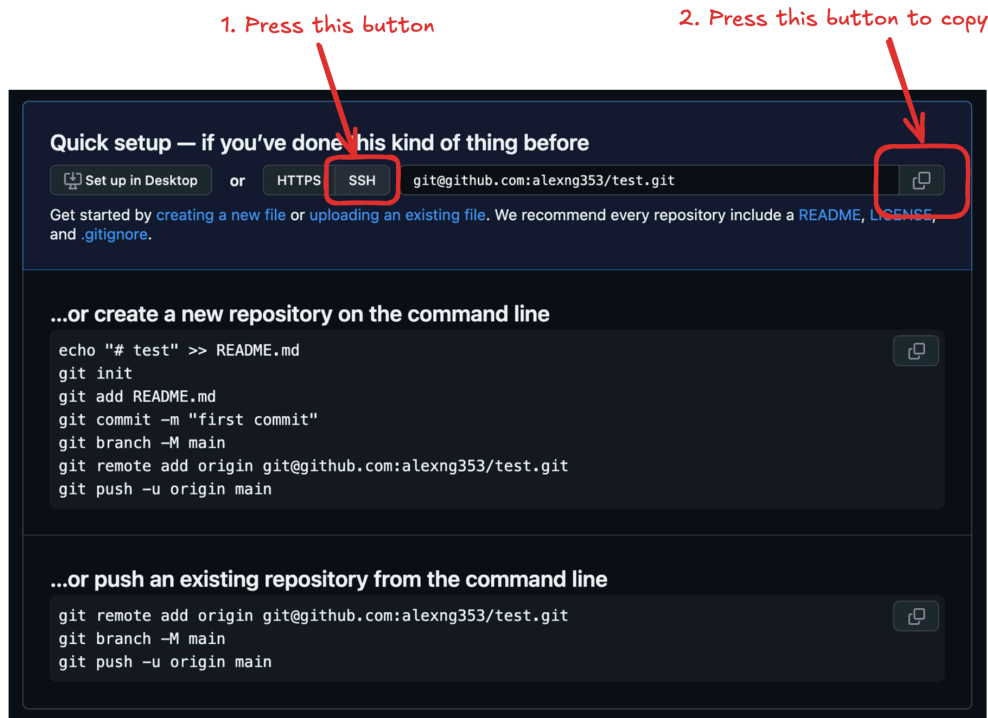 1. Press this button
2. Press this button to copy
Quick setup — if you’ve done this kind of thing before
Set up in Desktop or HTTPS SSH git@github.com:alexng353/test.git
Get started by creating a new file or uploading an existing file. We recommend every repository include a README, LICENSE,
and .gitignore.
...or create a new repository on the command line
echo "# test" >> README.md
git init
git add README.md
git commit -m "first commit"
git branch -M main
git remote add origin git@github.com:alexng353/test.git
git push -u origin main
...or push an existing repository from the command line
git remote add origin git@github.com:alexng353/test.git
git branch -M main
git push -u origin main